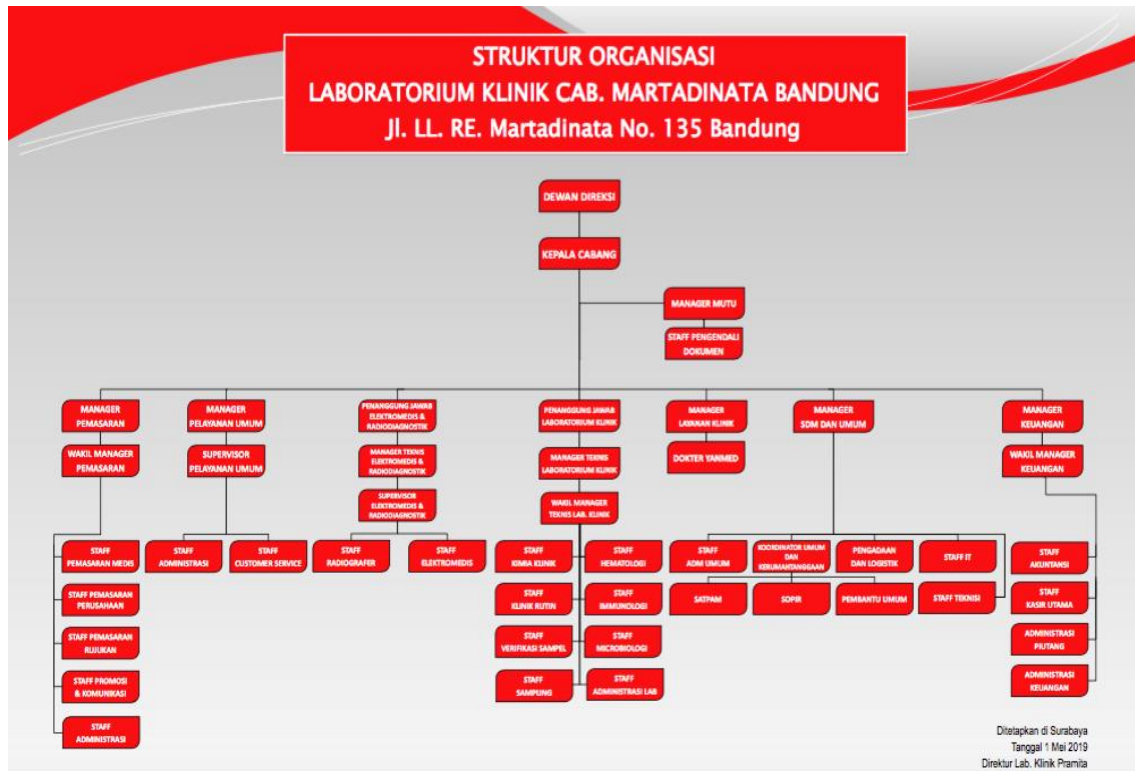 STRUKTUR ORGANISASI
LABORATORIUM KLINIK CAB. MARTADINATA BANDUNG
Jl. LL. RE. Martadinata No. 135 Bandung
DEWAN DIREKSI
KEPALA CABANG
MANAGER MUTU
STAFF PENGENDALI
DOKUMEN
MANAGER
PEMASARAN
MANAGER
PELAYANAN UMUM
PENANGGUNG JAWAB
ELEKTROMEDIS &
RADIODIAGNOSTIK
PENANGGUNG JAWAB
LABORATORIUM KLINIK
MANAGER
LAYANAN KLINIK
MANAGER
SDM DAN UMUM
MANAGER
KEUANGAN
WAKIL MANAGER
PEMASARAN
SUPERVISOR
PELAYANAN UMUM
MANAGER TEKNIS
ELEKTROMEDIS &
RADIODIAGNOSTIK
MANAGER TEKNIS
LABORATORIUM KLINIK
DOKTER YANMED
WAKIL MANAGER
KEUANGAN
SUPERVISOR
ELEKTROMEDIS &
RADIODIAGNOSTIK
WAKIL MANAGER
TEKNIS LAB. KLINIK
STAFF
PEMASARAN MEDIS
STAFF
ADMINISTRASI
STAFF
CUSTOMER SERVICE
STAFF
RADIOGRAFER
STAFF
ELEKTROMEDIS
STAFF
KIMIA KLINIK
STAFF
HEMATOLOGI
STAFF
ADM UMUM
KOORDINATOR UMUM
DAN
KERUMAHTANGGAAN
PENGADAAN
DAN LOGISTIK
STAFF IT
STAFF
AKUNTANSI
STAFF PEMASARAN
PERUSAHAAN
STAFF
KLINIK RUTIN
STAFF
IMMUNOLOGI
SATPAM
SOPIR
PEMBANTU UMUM
STAFF TEKNISI
STAFF
KASIR UTAMA
STAFF PEMASARAN
RUJUKAN
STAFF
VERIFIKASI SAMPEL
STAFF
MICROBIOLOGI
ADMINISTRASI
PIUTANG
STAFF PROMOSI
& KOMUNIKASI
STAFF
SAMPLING
STAFF
ADMINISTRASI LAB
ADMINISTRASI
KEUANGAN
STAFF
ADMINISTRASI
Ditetapkan di Surabaya
Tanggal 1 Mei 2019
Direktur Lab. Klinik Pramita